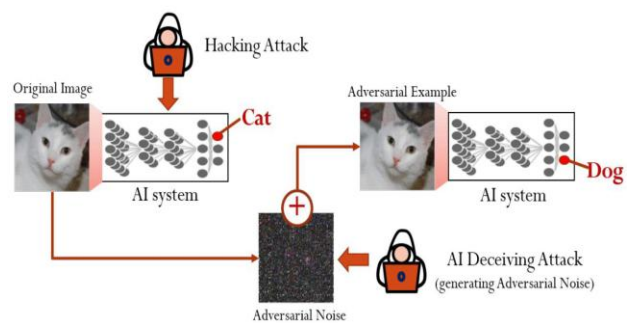 Hacking Attack
Original Image
Cat
AI system
Adversarial Example
Dog
AI system
+
AI Deceiving Attack
(generating Adversarial Noise)
Adversarial Noise